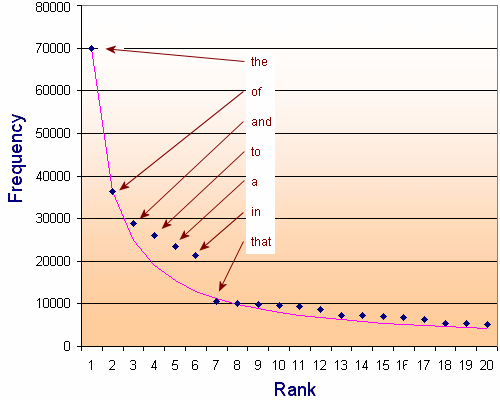 80000
70000
60000
50000
40000
30000
20000
10000
0
Frequency
the
of
and
to
a
in
that
1 2 3 4 5 6 7 8 9 10 11 12 13 14 15 16 17 18 19 20
Rank